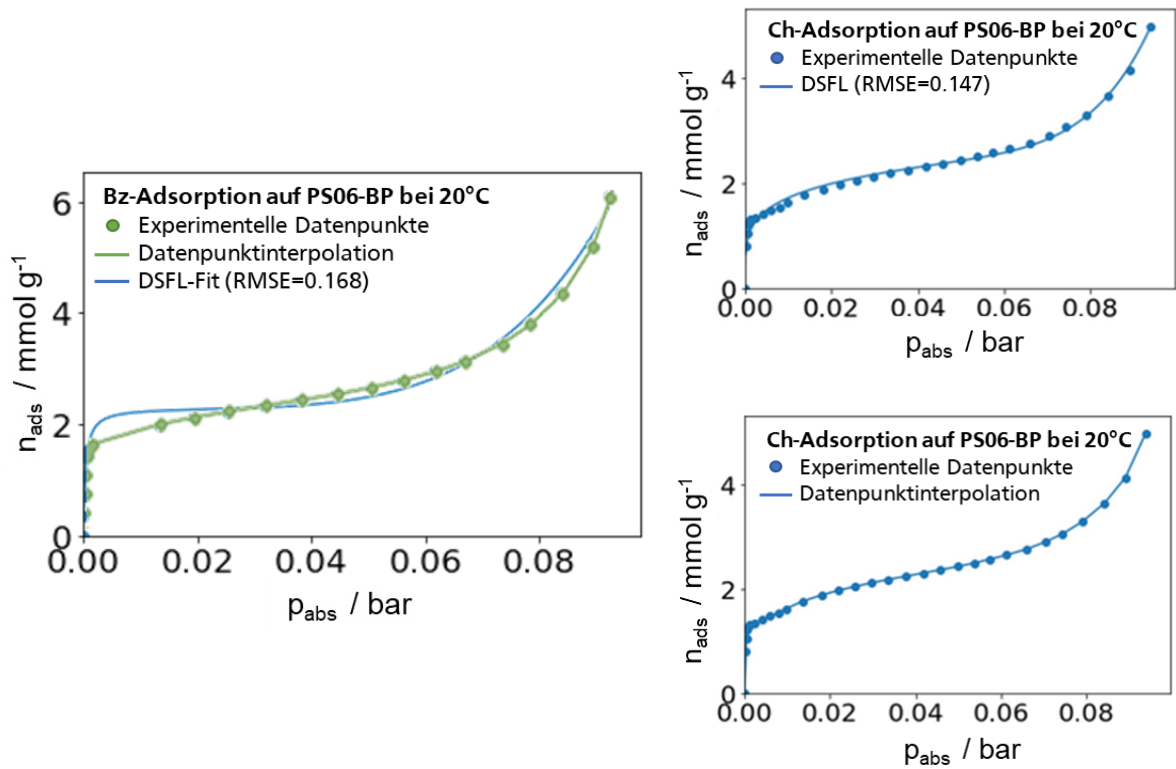 Bz-Adsorption auf PS06-BP bei 20°C
Experimentelle Datenpunkte
Datenpunktinterpolation
DSFL-Fit (RMSE=0.168)
n_ads / mmol g⁻¹
6
4
2
0
0.00 0.02 0.04 0.06 0.08
p_abs / bar
Ch-Adsorption auf PS06-BP bei 20°C
Experimentelle Datenpunkte
DSFL (RMSE=0.147)
n_ads / mmol g⁻¹
4
2
0
0.00 0.02 0.04 0.06 0.08
p_abs / bar
Ch-Adsorption auf PS06-BP bei 20°C
Experimentelle Datenpunkte
Datenpunktinterpolation
n_ads / mmol g⁻¹
4
2
0
0.00 0.02 0.04 0.06 0.08
p_abs / bar